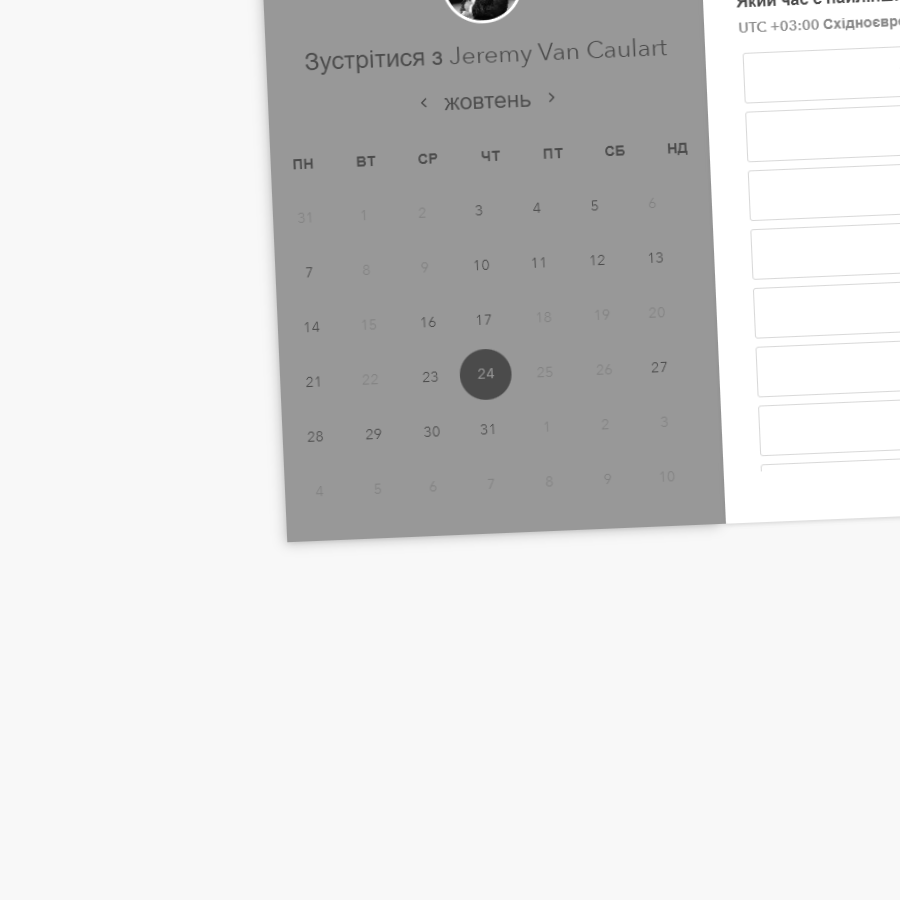 Зустрітися з Jeremy Van Caulart
‹ жовтень ›
ПН ВТ СР ЧТ ПТ СБ НД
31 1 2 3 4 5 6
7 8 9 10 11 12 13
14 15 16 17 18 19 20
21 22 23 24 25 26 27
28 29 30 31 1 2 3
4 5 6 7 8 9 10
Який час є
UTC +03:00